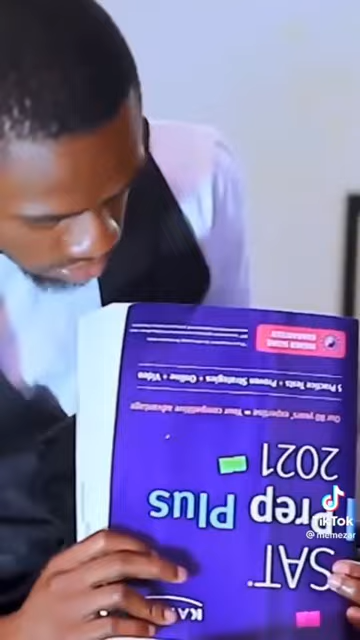 KA
SAT®
Prep Plus
2021
Our 80 years' expertise = Your competitive advantage
5 Practice Tests + Proven Strategies + Online + Video
HIGHER SCORE
GUARANTEED
TikTok
@memezar